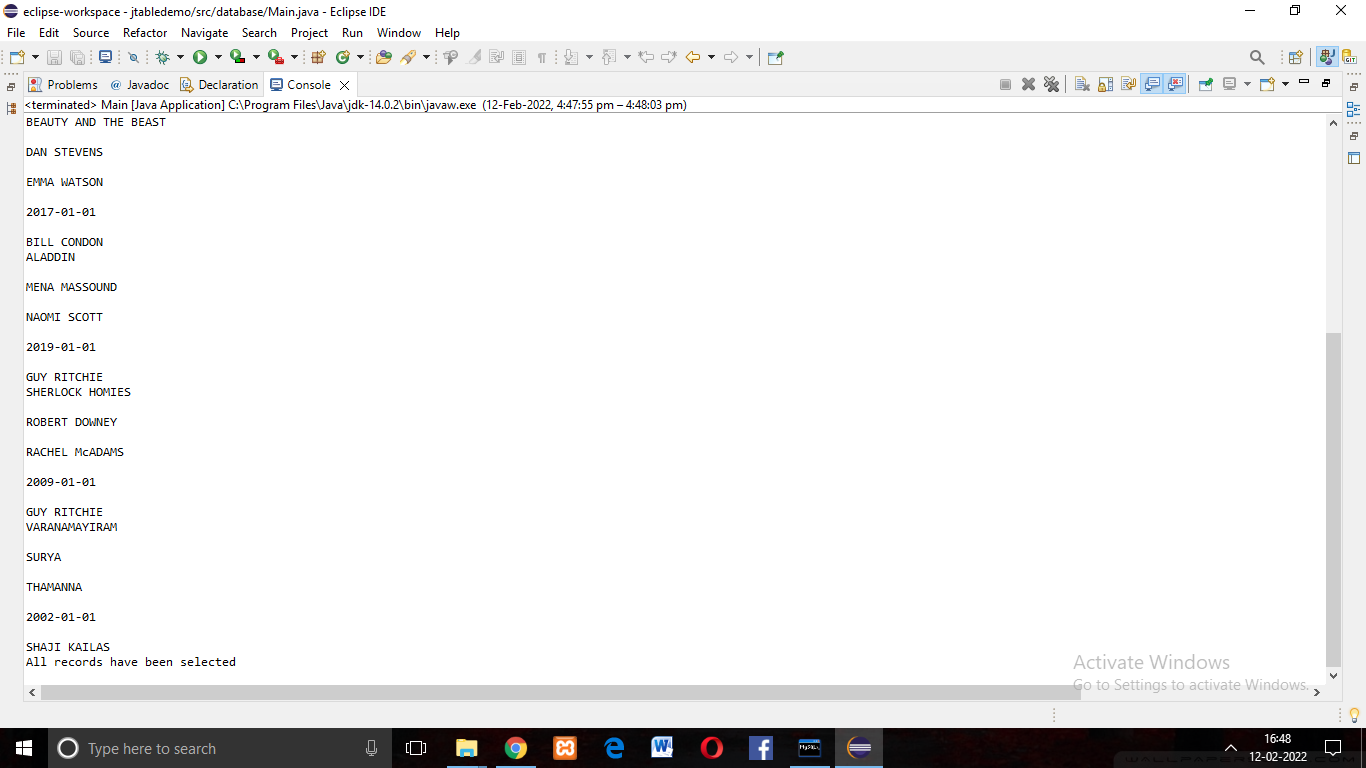 eclipse-workspace - jtabledemo/src/database/Main.java - Eclipse IDE
File Edit Source Refactor Navigate Search Project Run Window Help
Problems @ Javadoc Declaration Console
<terminated> Main [Java Application] C:\Program Files\Java\jdk-14.0.2\bin\javaw.exe (12-Feb-2022, 4:47:55 pm – 4:48:03 pm)
BEAUTY AND THE BEAST
DAN STEVENS
EMMA WATSON
2017-01-01
BILL CONDON
ALADDIN
MENA MASSOUND
NAOMI SCOTT
2019-01-01
GUY RITCHIE
SHERLOCK HOMIES
ROBERT DOWNEY
RACHEL McADAMS
2009-01-01
GUY RITCHIE
VARANAMAYIRAM
SURYA
THAMANNA
2002-01-01
SHAJI KAILAS
All records have been selected
Activate Windows
Go to Settings to activate Windows.
Type here to search
16:48
12-02-2022